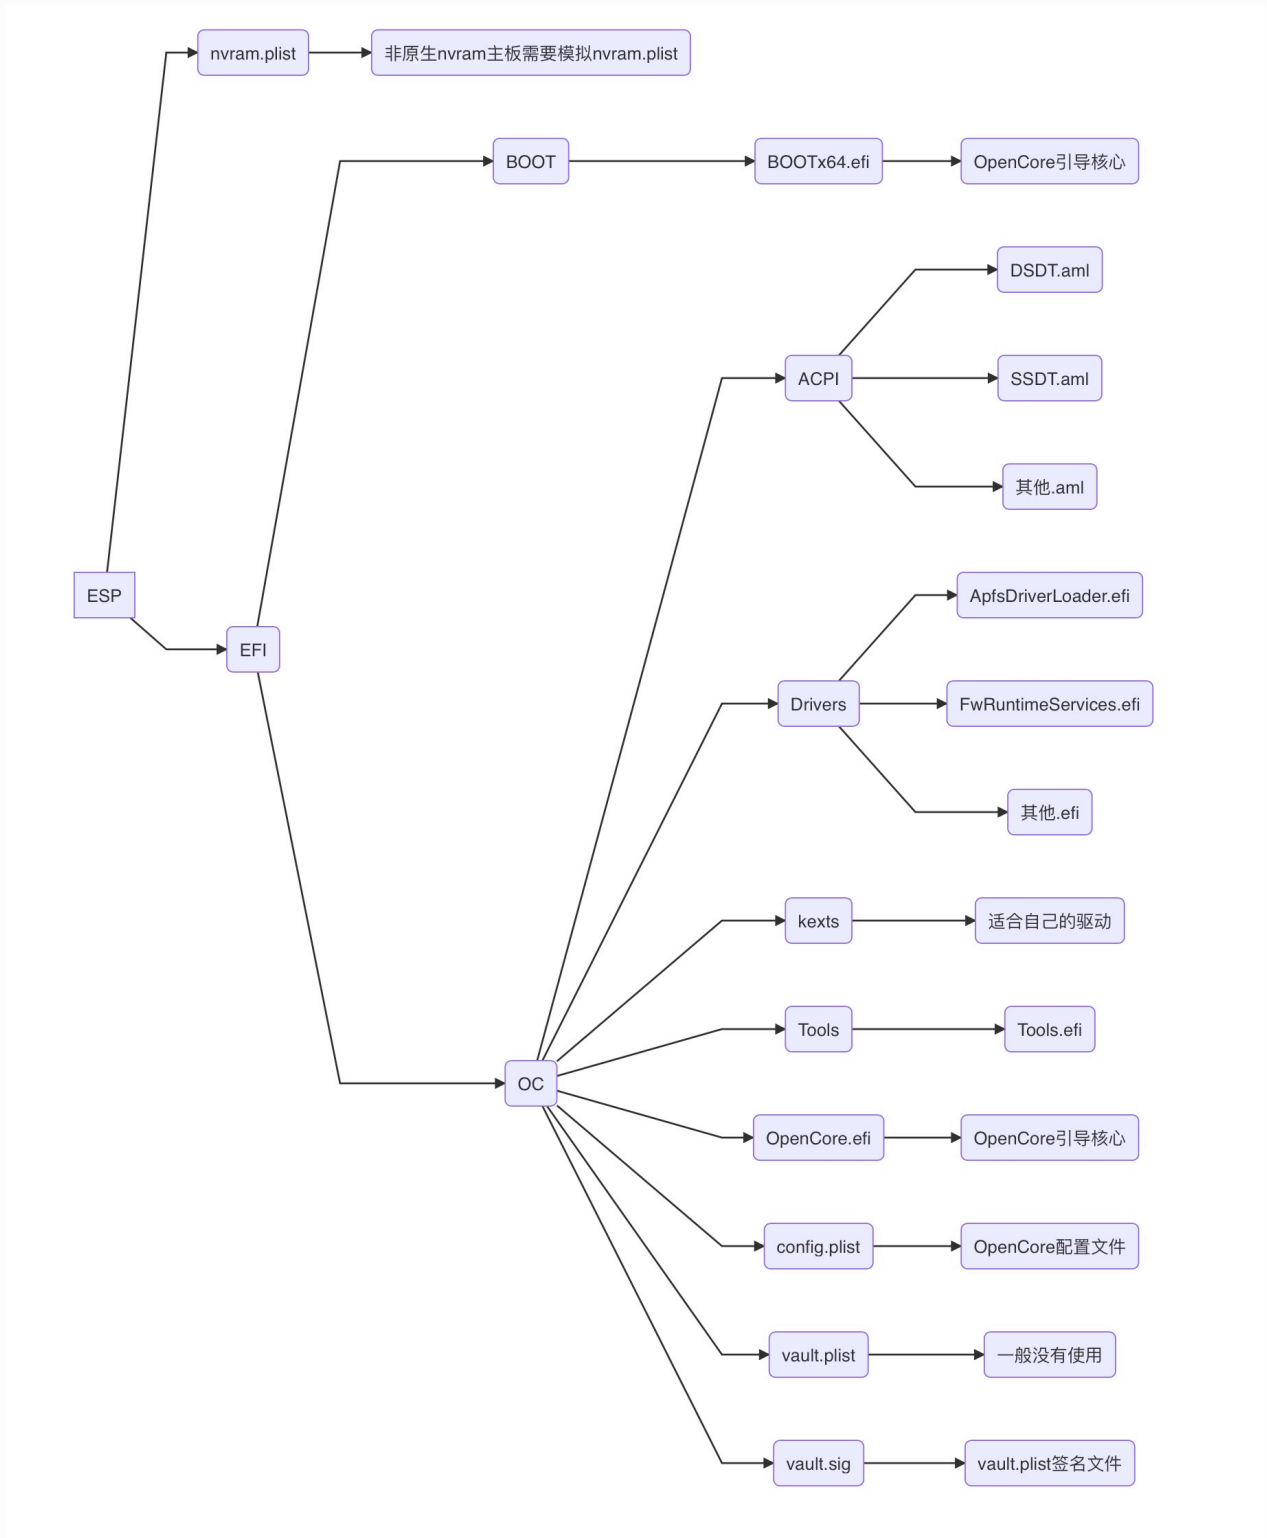 nvram.plist
非原生nvram主板需要模拟nvram.plist
BOOT
BOOTx64.efi
OpenCore引导核心
DSDT.aml
ACPI
SSDT.aml
其他.aml
ESP
ApfsDriverLoader.efi
EFI
Drivers
FwRuntimeServices.efi
其他.efi
kexts
适合自己的驱动
Tools
Tools.efi
OC
OpenCore.efi
OpenCore引导核心
config.plist
OpenCore配置文件
vault.plist
一般没有使用
vault.sig
vault.plist签名文件